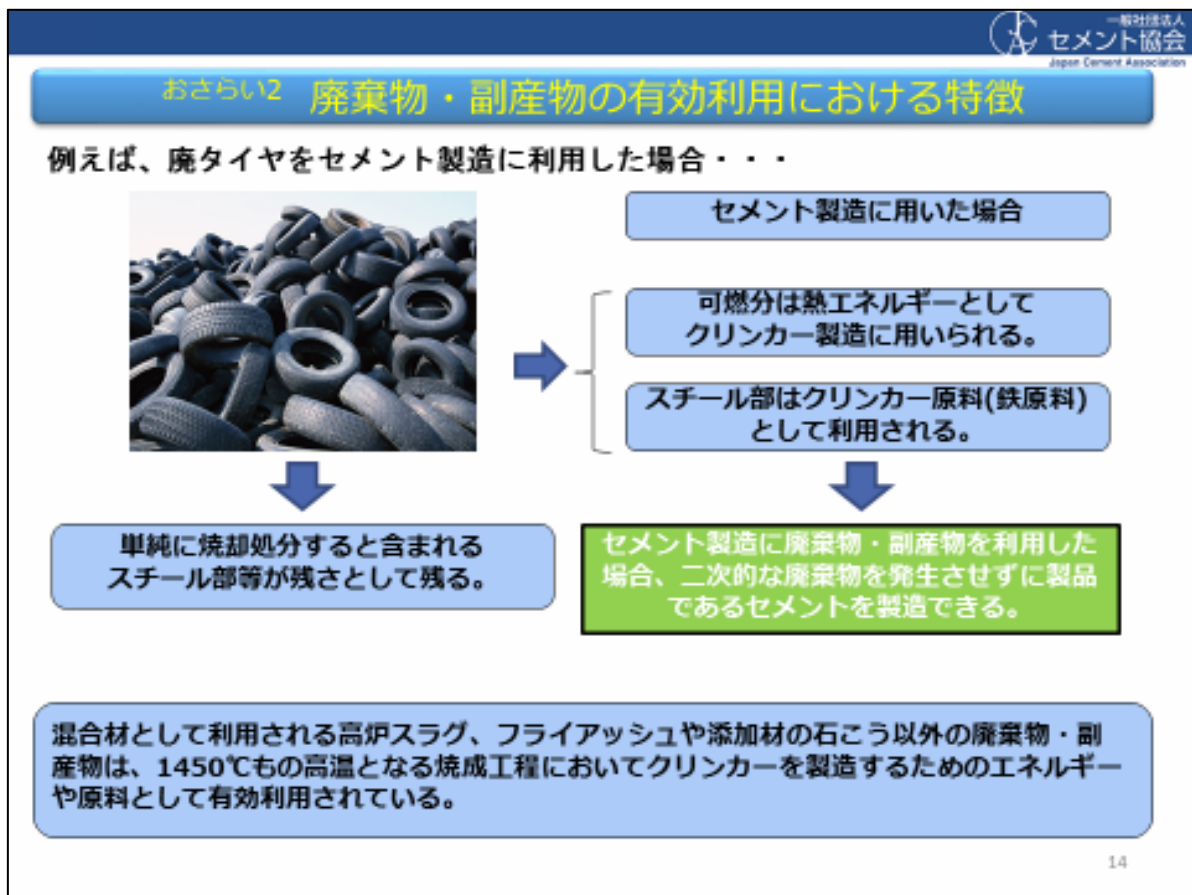 一般社団法人
セメント協会
Japan Cement Association
おさらい2 廃棄物・副産物の有効利用における特徴
例えば、廃タイヤをセメント製造に利用した場合・・・
セメント製造に用いた場合
可燃分は熱エネルギーとして
クリンカー製造に用いられる。
スチール部はクリンカー原料(鉄原料)
として利用される。
単純に焼却処分すると含まれる
スチール部等が残さとして残る。
セメント製造に廃棄物・副産物を利用した
場合、二次的な廃棄物を発生させずに製品
であるセメントを製造できる。
混合材として利用される高炉スラグ、フライアッシュや添加材の石こう以外の廃棄物・副
産物は、1450℃もの高温となる焼成工程においてクリンカーを製造するためのエネルギー
や原料として有効利用されている。
14